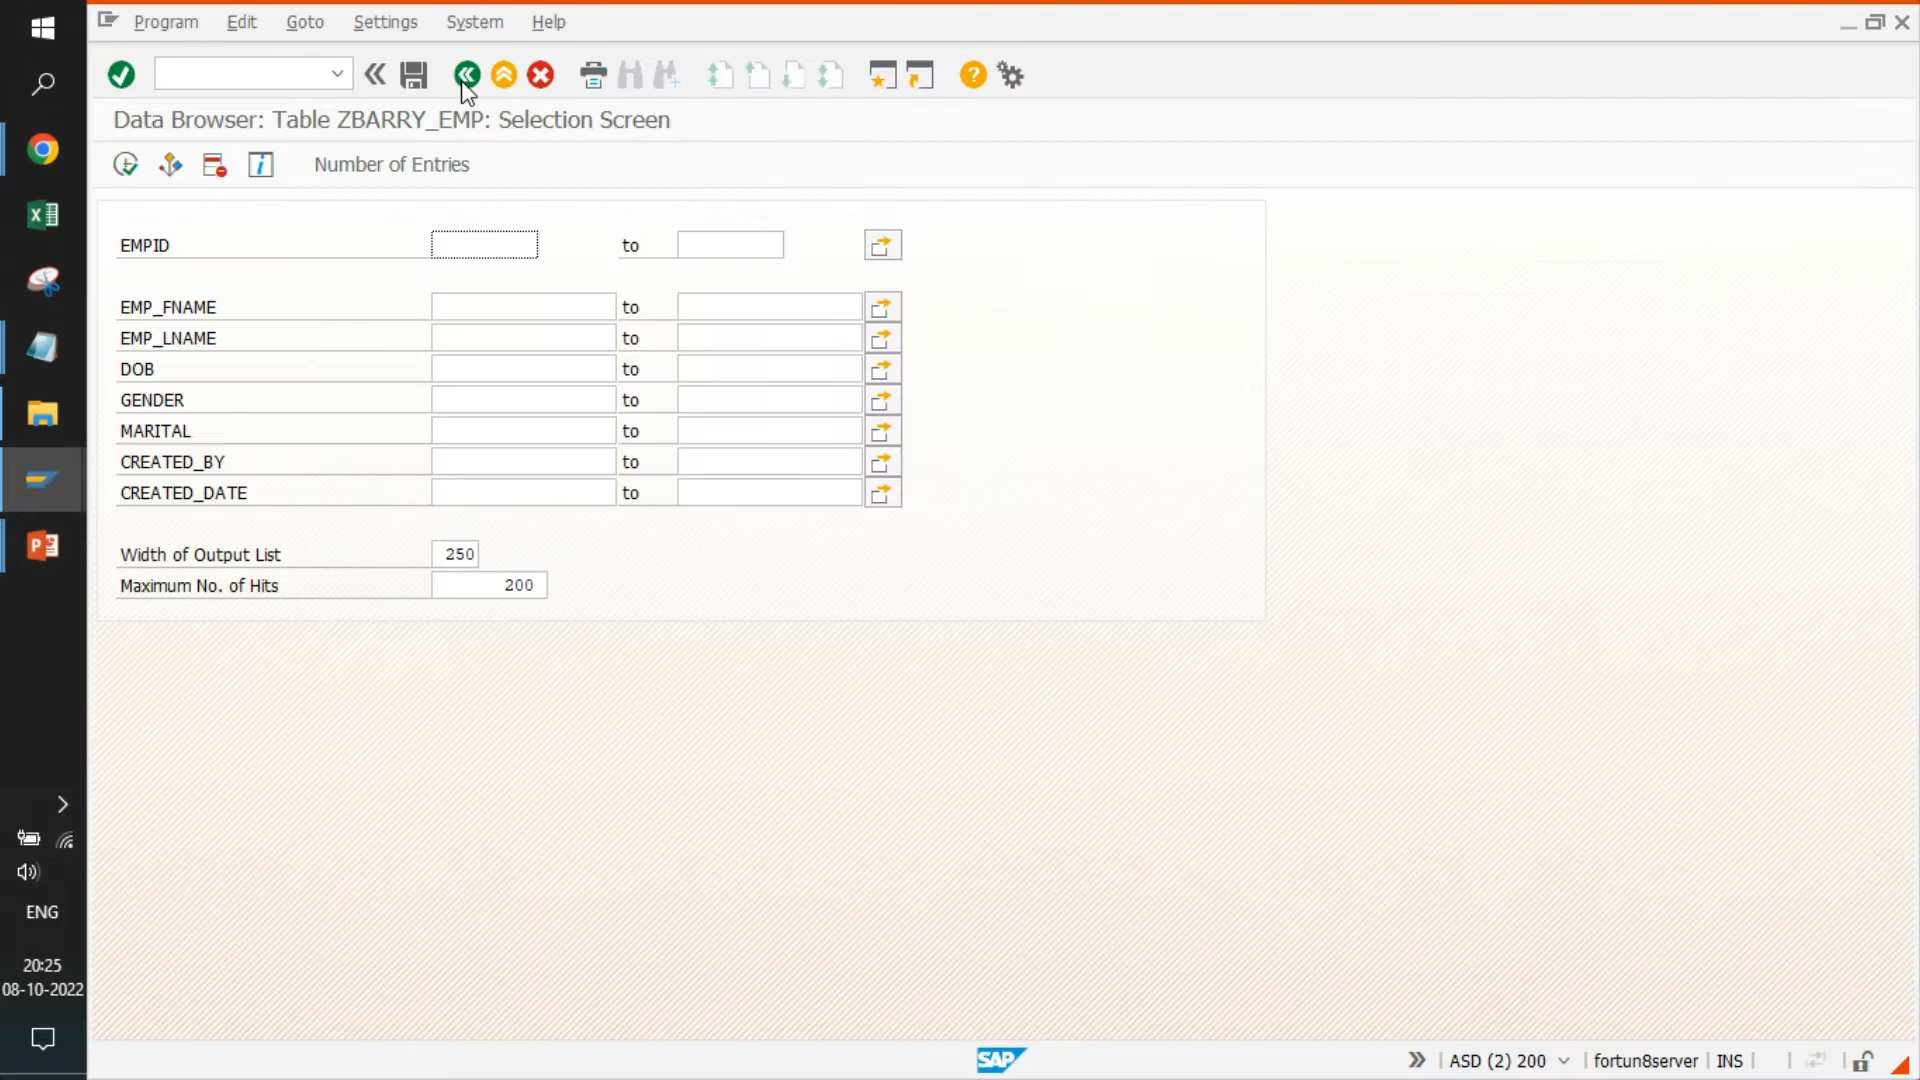 Program Edit Goto Settings System Help
Data Browser: Table ZBARRY_EMP: Selection Screen
Number of Entries
EMPID to
EMP_FNAME to
EMP_LNAME to
DOB to
GENDER to
MARITAL to
CREATED_BY to
CREATED_DATE to
Width of Output List 250
Maximum No. of Hits 200
ENG
20:25
08-10-2022
SAP ASD (2) 200 fortun8server INS